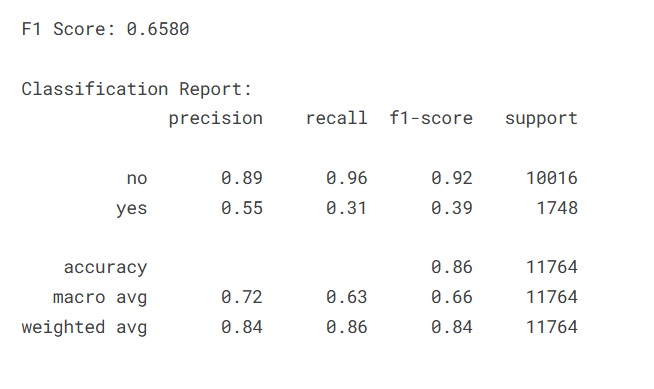 F1 Score: 0.6580
Classification Report:
precision recall f1-score support
no 0.89 0.96 0.92 10016
yes 0.55 0.31 0.39 1748
accuracy 0.86 11764
macro avg 0.72 0.63 0.66 11764
weighted avg 0.84 0.86 0.84 11764